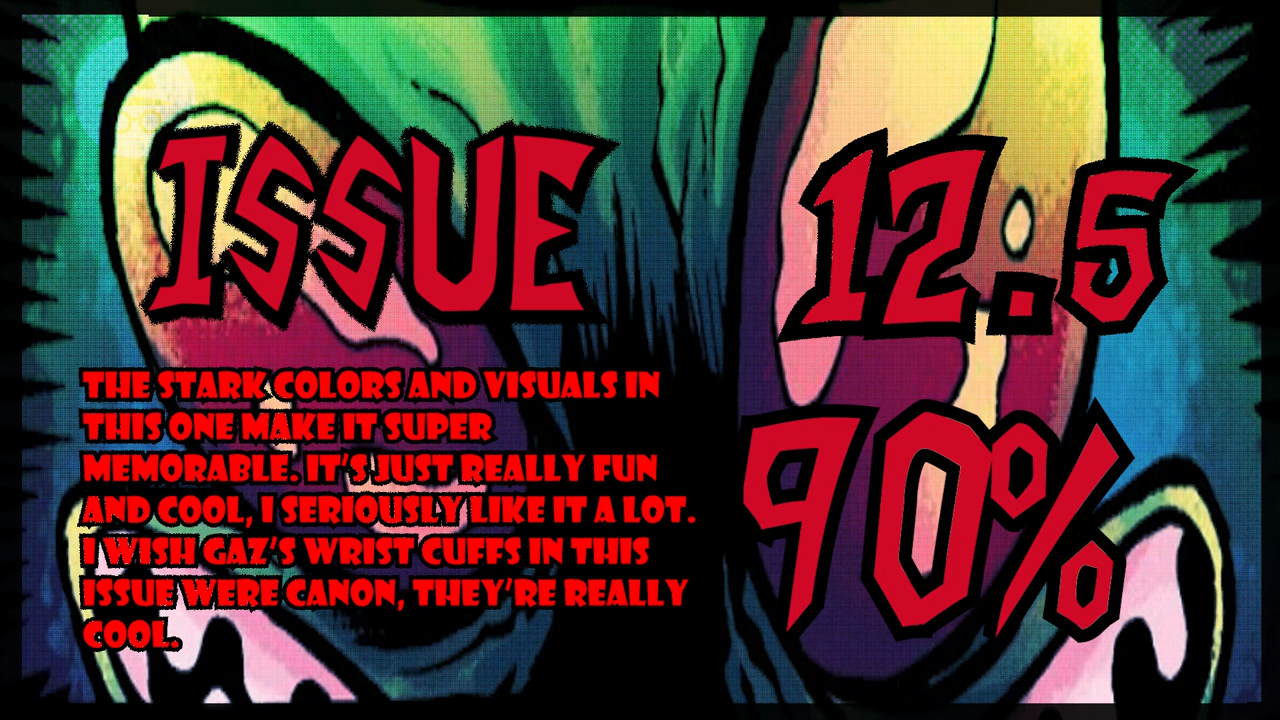 ISSUE 12.5
THE STARK COLORS AND VISUALS IN
THIS ONE MAKE IT SUPER
MEMORABLE. IT'S JUST REALLY FUN
AND COOL, I SERIOUSLY LIKE IT A LOT.
I WISH GAZ'S WRIST CUFFS IN THIS
ISSUE WERE CANON, THEY'RE REALLY
COOL.
90%